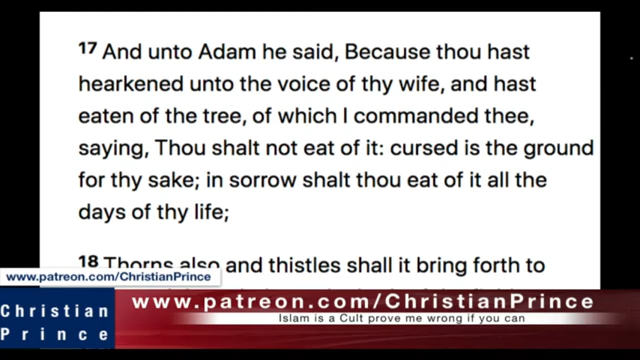 17 And unto Adam he said, Because thou hast
hearkened unto the voice of thy wife, and hast
eaten of the tree, of which I commanded thee,
saying, Thou shalt not eat of it: cursed is the ground
for thy sake; in sorrow shalt thou eat of it all the
days of thy life;
18 Thorns also and thistles shall it bring forth to
www.patreon.com/ChristianPrince
Christian
Prince
www.patreon.com/ChristianPrince
Islam is a Cult prove me wrong if you can